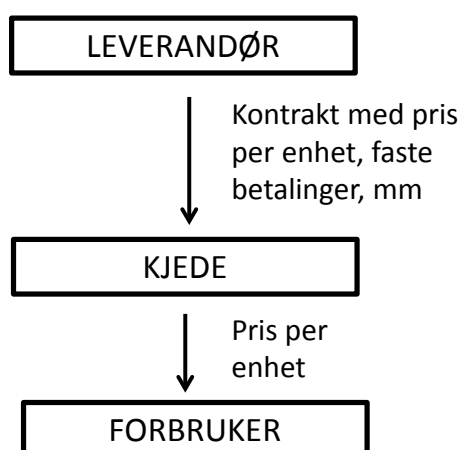 LEVERANDØR
Kontrakt med pris
per enhet, faste
betalinger, mm
KJEDE
Pris per
enhet
FORBRUKER